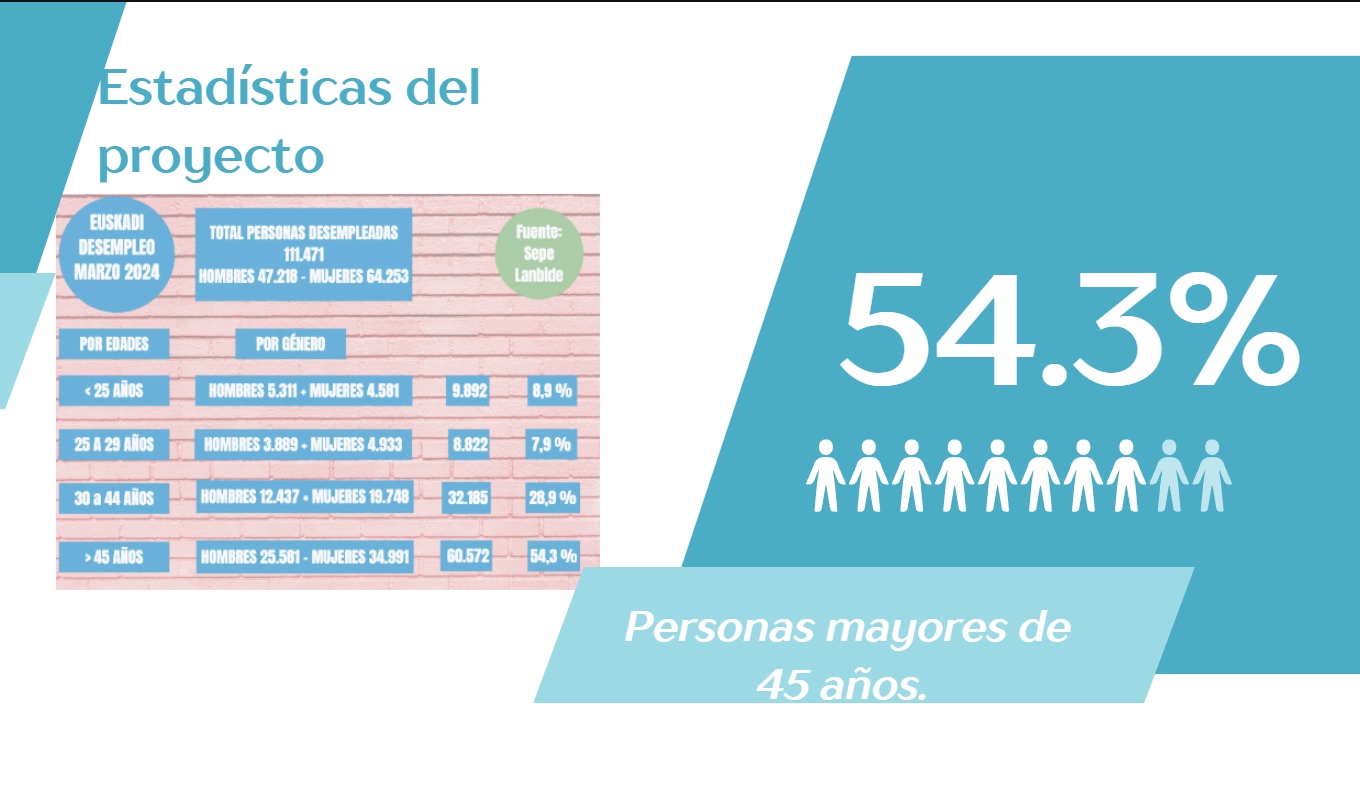 Estadísticas del
proyecto
EUSKADI
DESEMPLEO
MARZO 2024
TOTAL PERSONAS DESEMPLEADAS
111.471
HOMBRES 47.218 - MUJERES 64.253
Fuente:
Sepe
Lanbide
POR EDADES
POR GÉNERO
< 25 AÑOS
HOMBRES 5.311 + MUJERES 4.581
9.892
8,9 %
25 A 29 AÑOS
HOMBRES 3.889 + MUJERES 4.933
8.822
7,9 %
30 a 44 AÑOS
HOMBRES 12.437 + MUJERES 19.748
32.185
28,9 %
> 45 AÑOS
HOMBRES 25.581 - MUJERES 34.991
60.572
54,3 %
54.3%
Personas mayores de
45 años.